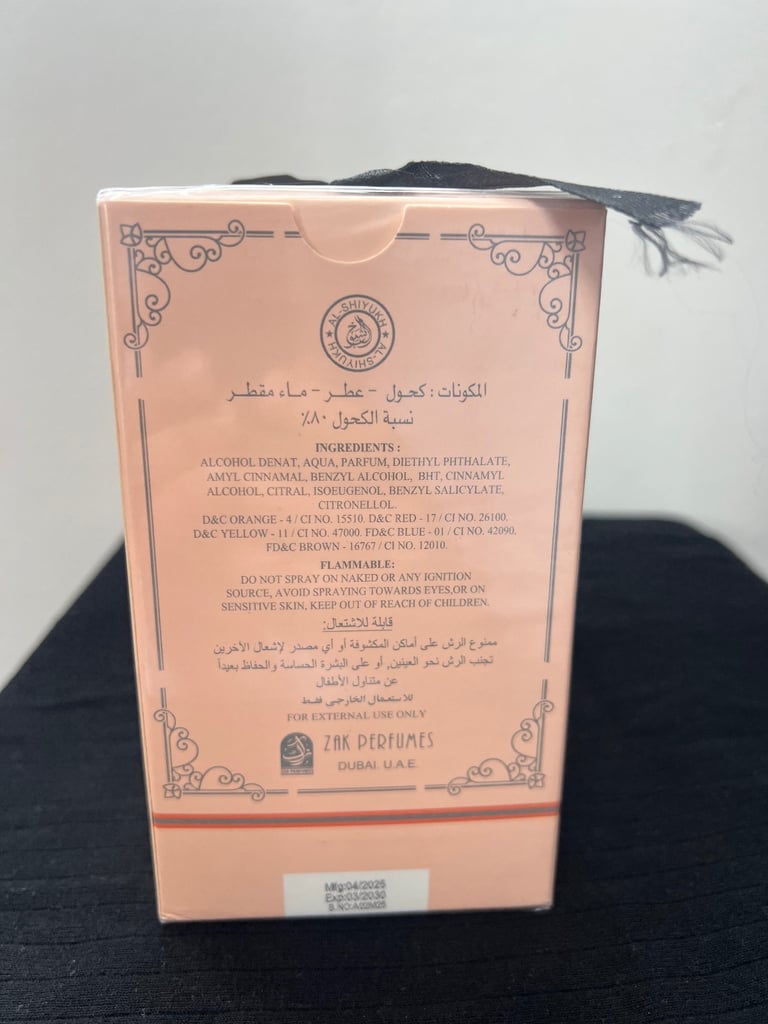 AL-SHIYUKH
AL-SHIYUKH
المكونات : كحول - عطر - ماء مقطر
نسبة الكحول ٨٠٪
INGREDIENTS :
ALCOHOL DENAT, AQUA, PARFUM, DIETHYL PHTHALATE,
AMYL CINNAMAL, BENZYL ALCOHOL, BHT, CINNAMYL
ALCOHOL, CITRAL, ISOEUGENOL, BENZYL SALICYLATE,
CITRONELLOL.
D&C ORANGE - 4 / CI NO. 15510. D&C RED - 17 / CI NO. 26100.
D&C YELLOW - 11 / CI NO. 47000. FD&C BLUE - 01 / CI NO. 42090.
FD&C BROWN - 16767 / CI NO. 12010.
FLAMMABLE:
DO NOT SPRAY ON NAKED OR ANY IGNITION
SOURCE, AVOID SPRAYING TOWARDS EYES,OR ON
SENSITIVE SKIN, KEEP OUT OF REACH OF CHILDREN.
قابلة للاشتعال:
ممنوع الرش على أماكن المكشوفة أو أي مصدر لإشعال الآخرين
تجنب الرش نحو العينين, أو على البشرة الحساسة والحفاظ بعيداً
عن متناول الأطفال
للاستعمال الخارجي فقط
FOR EXTERNAL USE ONLY
ZAK PERFUMES
DUBAI. U.A.E.
Mfg:04/2025
Exp:03/2030
B.NO:A02M25